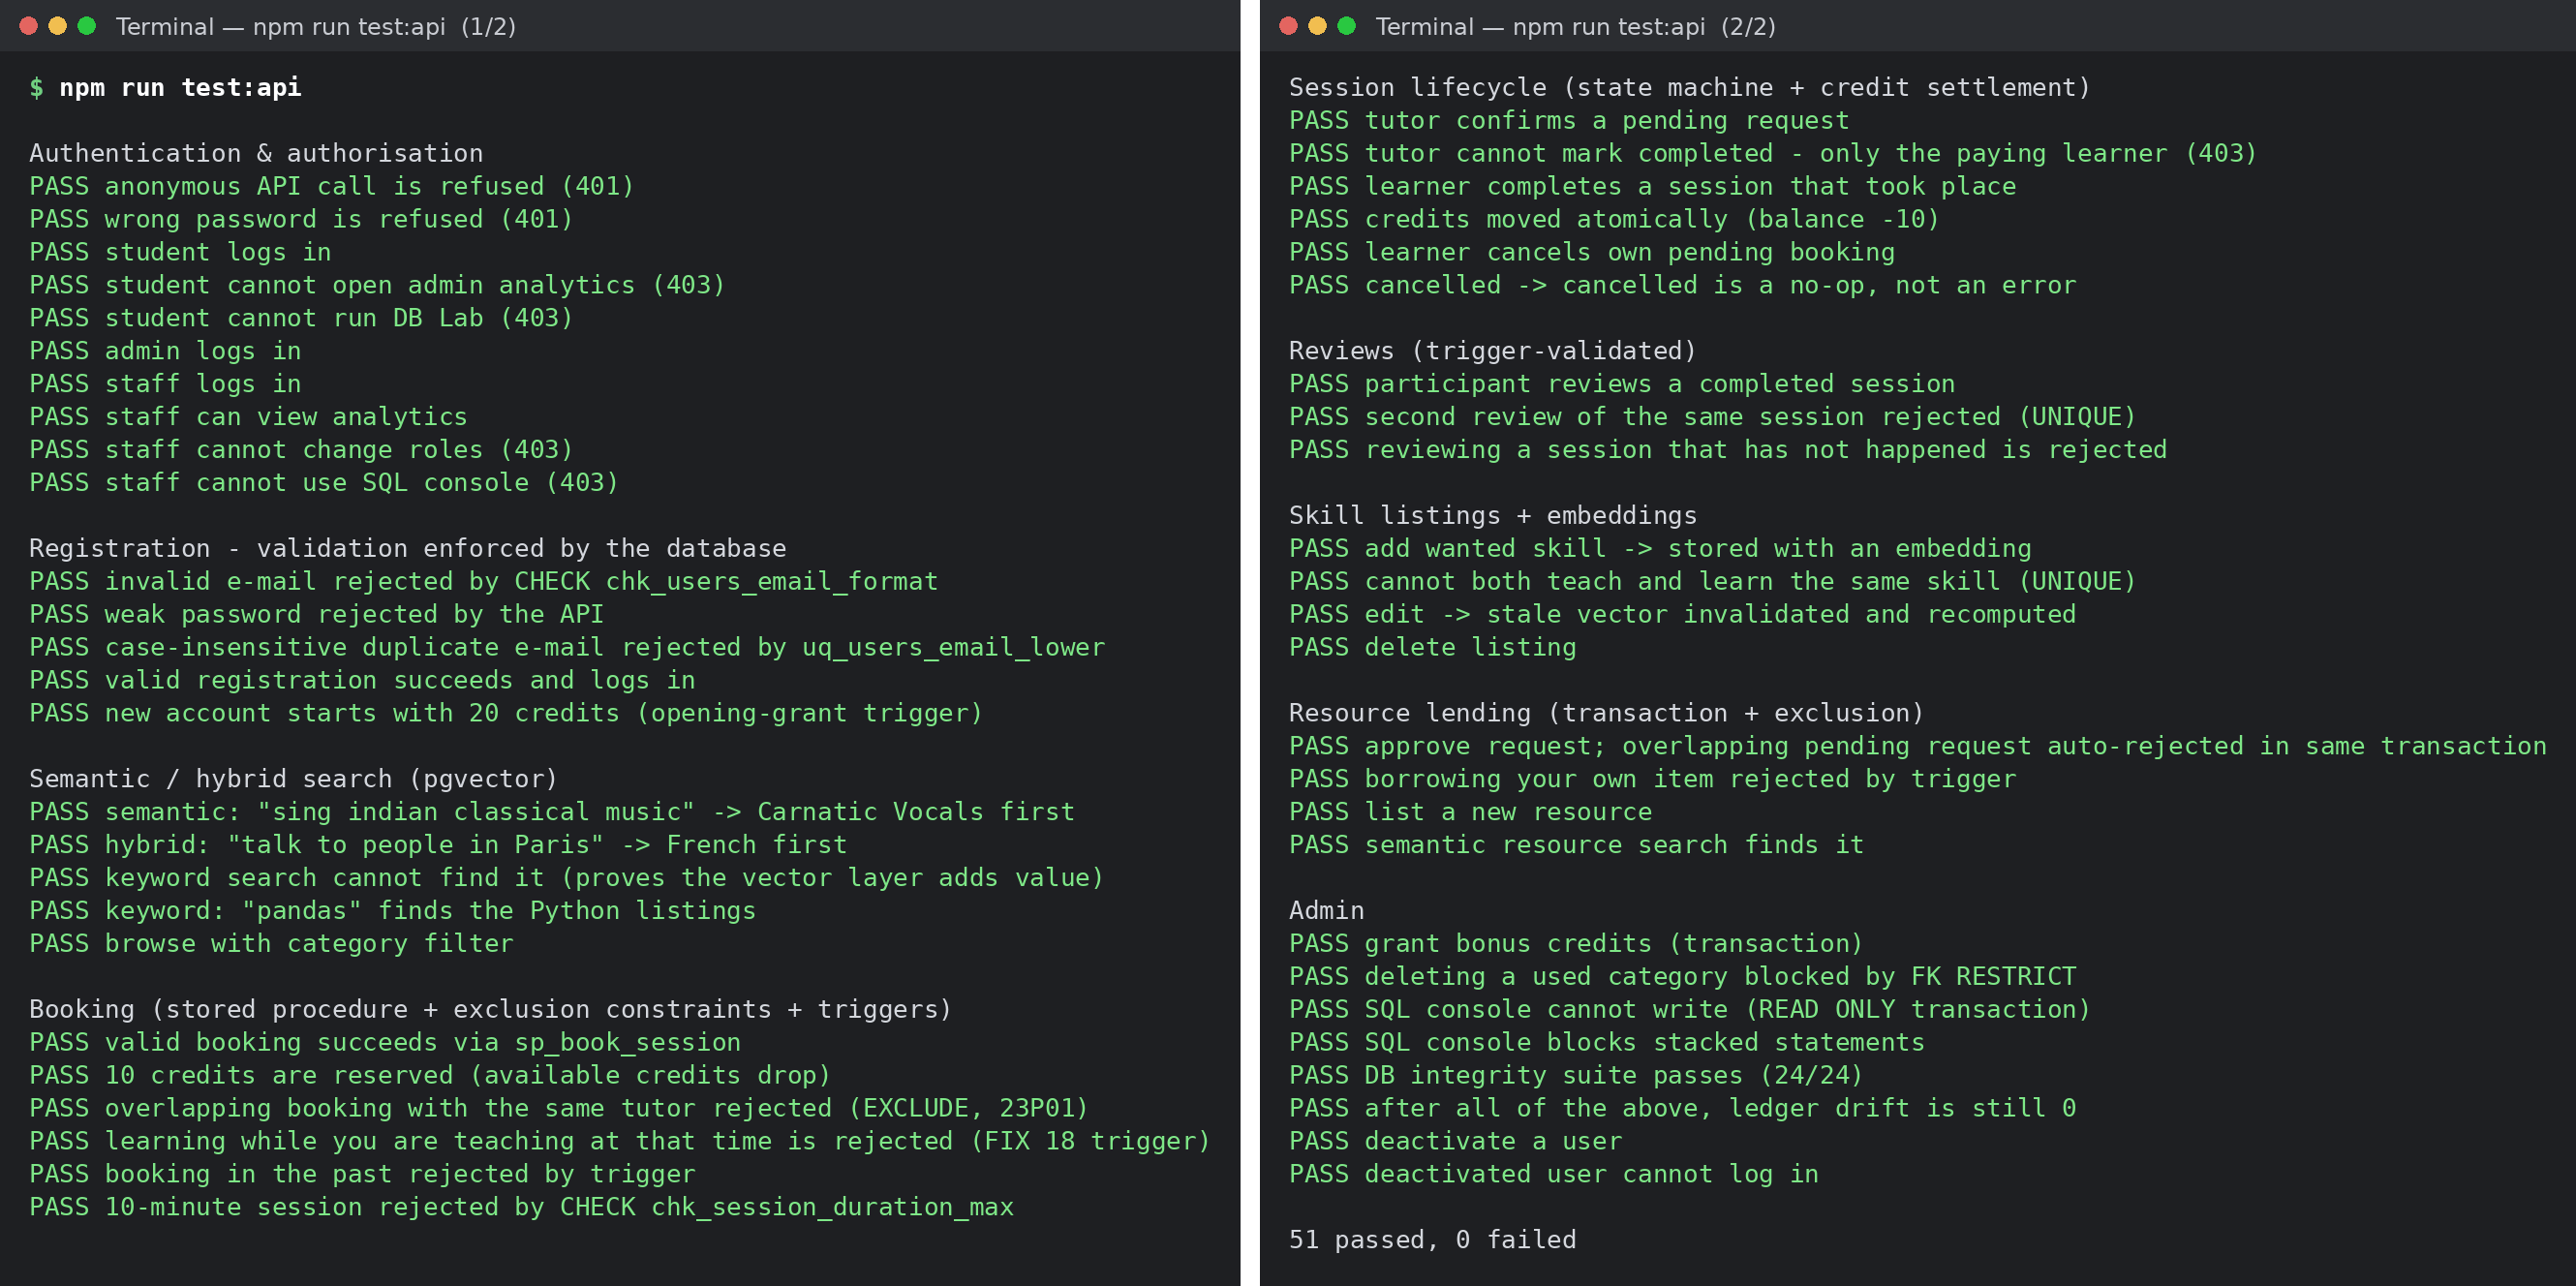 Terminal — npm run test:api  (1/2)
$ npm run test:api
Authentication & authorisation
PASS anonymous API call is refused (401)
PASS wrong password is refused (401)
PASS student logs in
PASS student cannot open admin analytics (403)
PASS student cannot run DB Lab (403)
PASS admin logs in
PASS staff logs in
PASS staff can view analytics
PASS staff cannot change roles (403)
PASS staff cannot use SQL console (403)
Registration - validation enforced by the database
PASS invalid e-mail rejected by CHECK chk_users_email_format
PASS weak password rejected by the API
PASS case-insensitive duplicate e-mail rejected by uq_users_email_lower
PASS valid registration succeeds and logs in
PASS new account starts with 20 credits (opening-grant trigger)
Semantic / hybrid search (pgvector)
PASS semantic: "sing indian classical music" -> Carnatic Vocals first
PASS hybrid: "talk to people in Paris" -> French first
PASS keyword search cannot find it (proves the vector layer adds value)
PASS keyword: "pandas" finds the Python listings
PASS browse with category filter
Booking (stored procedure + exclusion constraints + triggers)
PASS valid booking succeeds via sp_book_session
PASS 10 credits are reserved (available credits drop)
PASS overlapping booking with the same tutor rejected (EXCLUDE, 23P01)
PASS learning while you are teaching at that time is rejected (FIX 18 trigger)
PASS booking in the past rejected by trigger
PASS 10-minute session rejected by CHECK chk_session_duration_max
Terminal — npm run test:api  (2/2)
Session lifecycle (state machine + credit settlement)
PASS tutor confirms a pending request
PASS tutor cannot mark completed - only the paying learner (403)
PASS learner completes a session that took place
PASS credits moved atomically (balance -10)
PASS learner cancels own pending booking
PASS cancelled -> cancelled is a no-op, not an error
Reviews (trigger-validated)
PASS participant reviews a completed session
PASS second review of the same session rejected (UNIQUE)
PASS reviewing a session that has not happened is rejected
Skill listings + embeddings
PASS add wanted skill -> stored with an embedding
PASS cannot both teach and learn the same skill (UNIQUE)
PASS edit -> stale vector invalidated and recomputed
PASS delete listing
Resource lending (transaction + exclusion)
PASS approve request; overlapping pending request auto-rejected in same transaction
PASS borrowing your own item rejected by trigger
PASS list a new resource
PASS semantic resource search finds it
Admin
PASS grant bonus credits (transaction)
PASS deleting a used category blocked by FK RESTRICT
PASS SQL console cannot write (READ ONLY transaction)
PASS SQL console blocks stacked statements
PASS DB integrity suite passes (24/24)
PASS after all of the above, ledger drift is still 0
PASS deactivate a user
PASS deactivated user cannot log in
51 passed, 0 failed